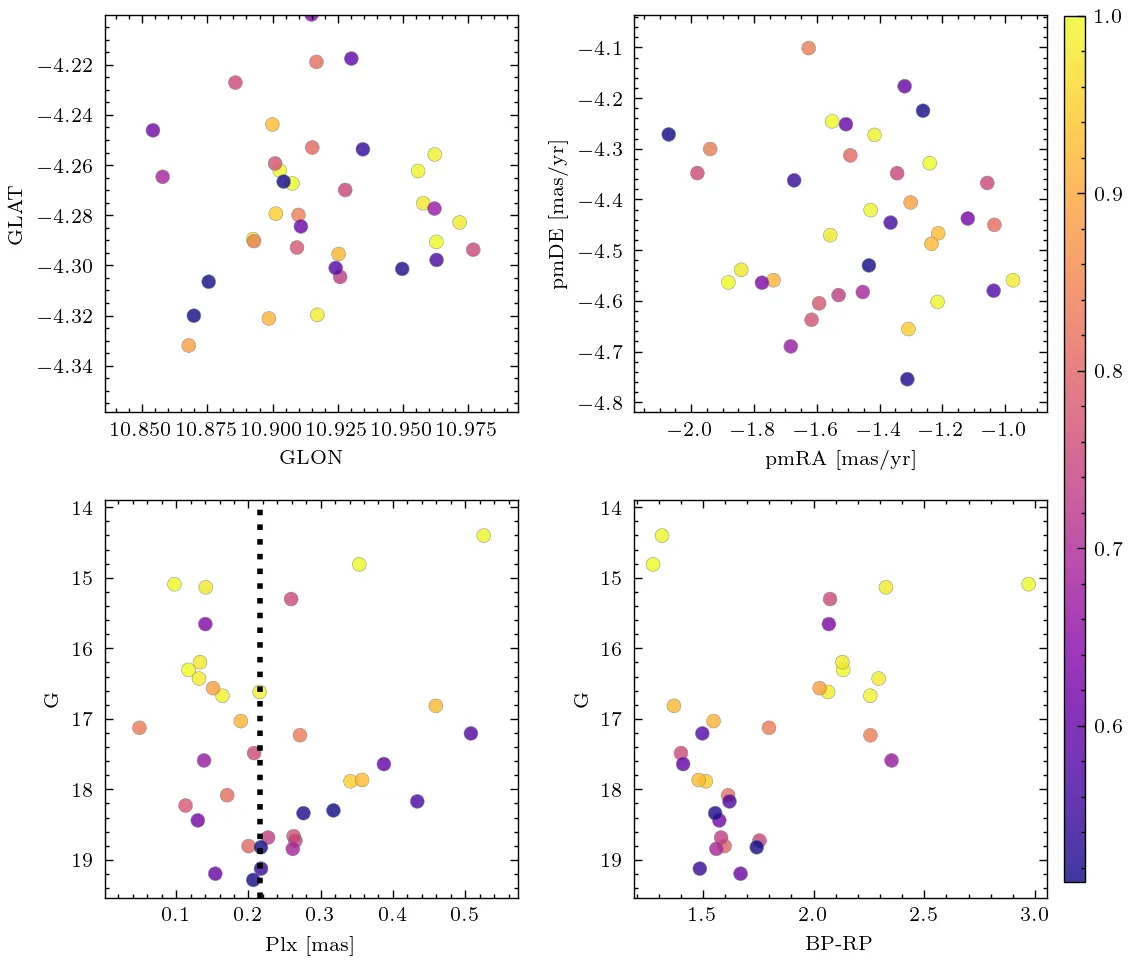 GLAT
−4.22
−4.24
−4.26
−4.28
−4.30
−4.32
−4.34
10.850 10.875 10.900 10.925 10.950 10.975
GLON
pmDE [mas/yr]
−4.1
−4.2
−4.3
−4.4
−4.5
−4.6
−4.7
−4.8
−2.0 −1.8 −1.6 −1.4 −1.2 −1.0
pmRA [mas/yr]
1.0
0.9
0.8
0.7
0.6
G
14
15
16
17
18
19
0.1 0.2 0.3 0.4 0.5
Plx [mas]
G
14
15
16
17
18
19
1.5 2.0 2.5 3.0
BP-RP